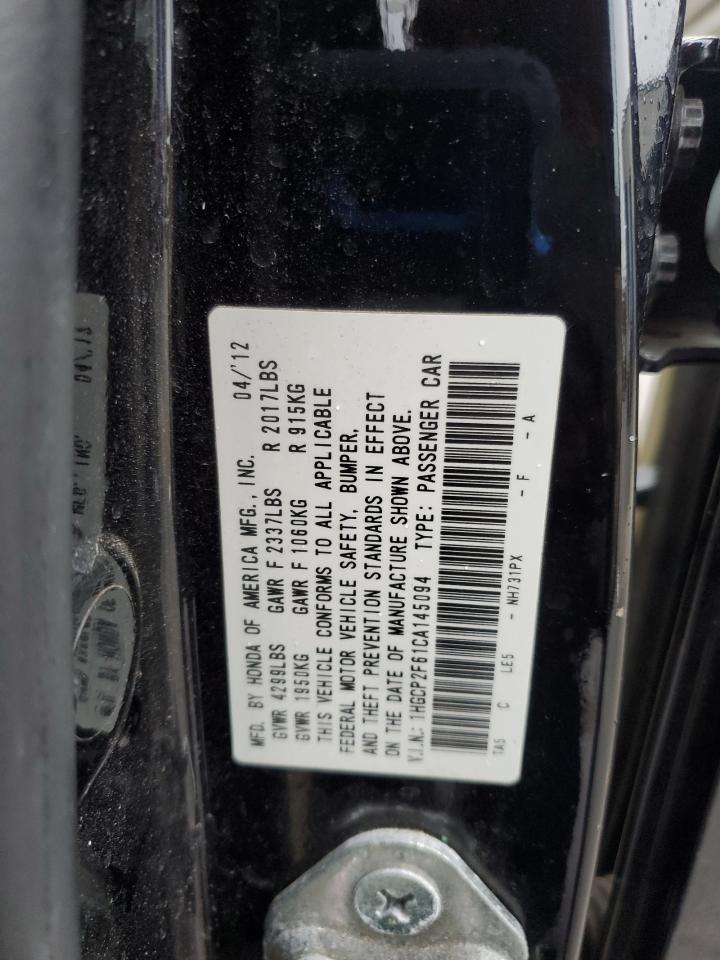 MFD. BY HONDA OF AMERICA MFG., INC. 04/'12
GVWR 4299LBS GAWR F 2337LBS R 2017LBS
GVWR 1950KG GAWR F 1060KG R 915KG
THIS VEHICLE CONFORMS TO ALL APPLICABLE
FEDERAL MOTOR VEHICLE SAFETY, BUMPER,
AND THEFT PREVENTION STANDARDS IN EFFECT
ON THE DATE OF MANUFACTURE SHOWN ABOVE.
V.I.N.: 1HGCP2F61CA145094 TYPE: PASSENGER CAR
TA5 C LE5 - NH731PX - F - A